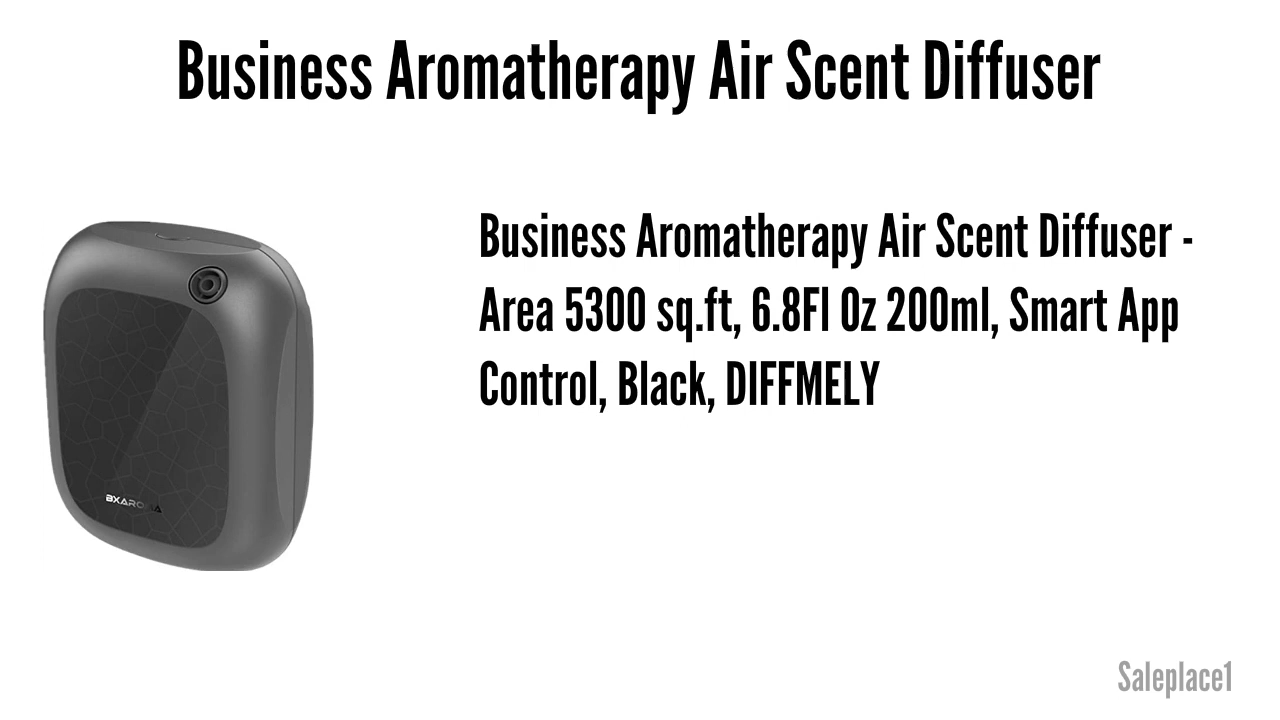 Business Aromatherapy Air Scent Diffuser
Business Aromatherapy Air Scent Diffuser -
Area 5300 sq.ft, 6.8Fl Oz 200ml, Smart App
Control, Black, DIFFMELY
BXAROMA
Saleplace1